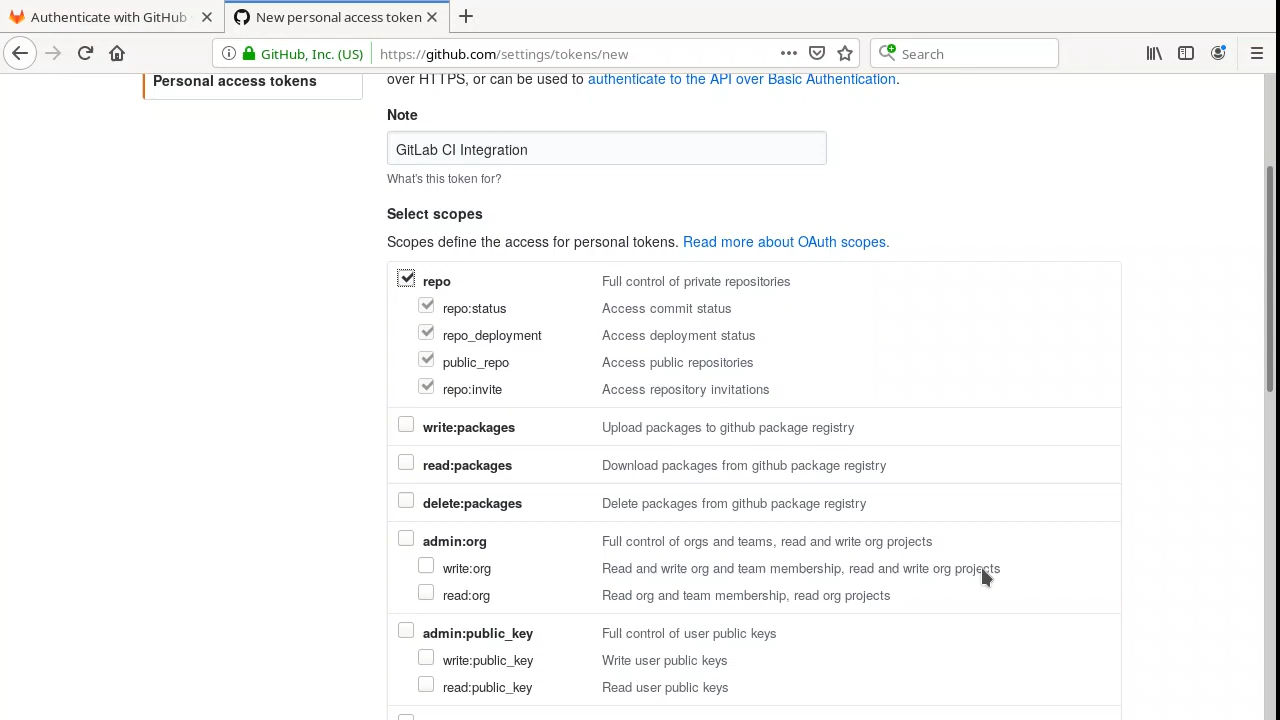 Authenticate with GitHub
New personal access token
GitHub, Inc. (US)
https://github.com/settings/tokens/new
Search
Personal access tokens
over HTTPS, or can be used to authenticate to the API over Basic Authentication.
Note
GitLab CI Integration
What's this token for?
Select scopes
Scopes define the access for personal tokens. Read more about OAuth scopes.
repo Full control of private repositories
repo:status Access commit status
repo_deployment Access deployment status
public_repo Access public repositories
repo:invite Access repository invitations
write:packages Upload packages to github package registry
read:packages Download packages from github package registry
delete:packages Delete packages from github package registry
admin:org Full control of orgs and teams, read and write org projects
write:org Read and write org and team membership, read and write org projects
read:org Read org and team membership, read org projects
admin:public_key Full control of user public keys
write:public_key Write user public keys
read:public_key Read user public keys